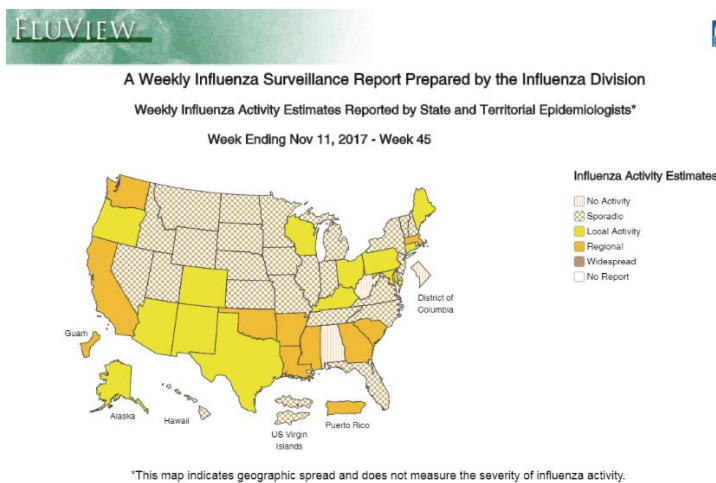 FLUVIEW
A Weekly Influenza Surveillance Report Prepared by the Influenza Division
Weekly Influenza Activity Estimates Reported by State and Territorial Epidemiologists*
Week Ending Nov 11, 2017 - Week 45
Influenza Activity Estimates
No Activity
Sporadic
Local Activity
Regional
Widespread
No Report
District of
Columbia
Guam
Alaska
Hawaii
US Virgin
Islands
Puerto Rico
*This map indicates geographic spread and does not measure the severity of influenza activity.